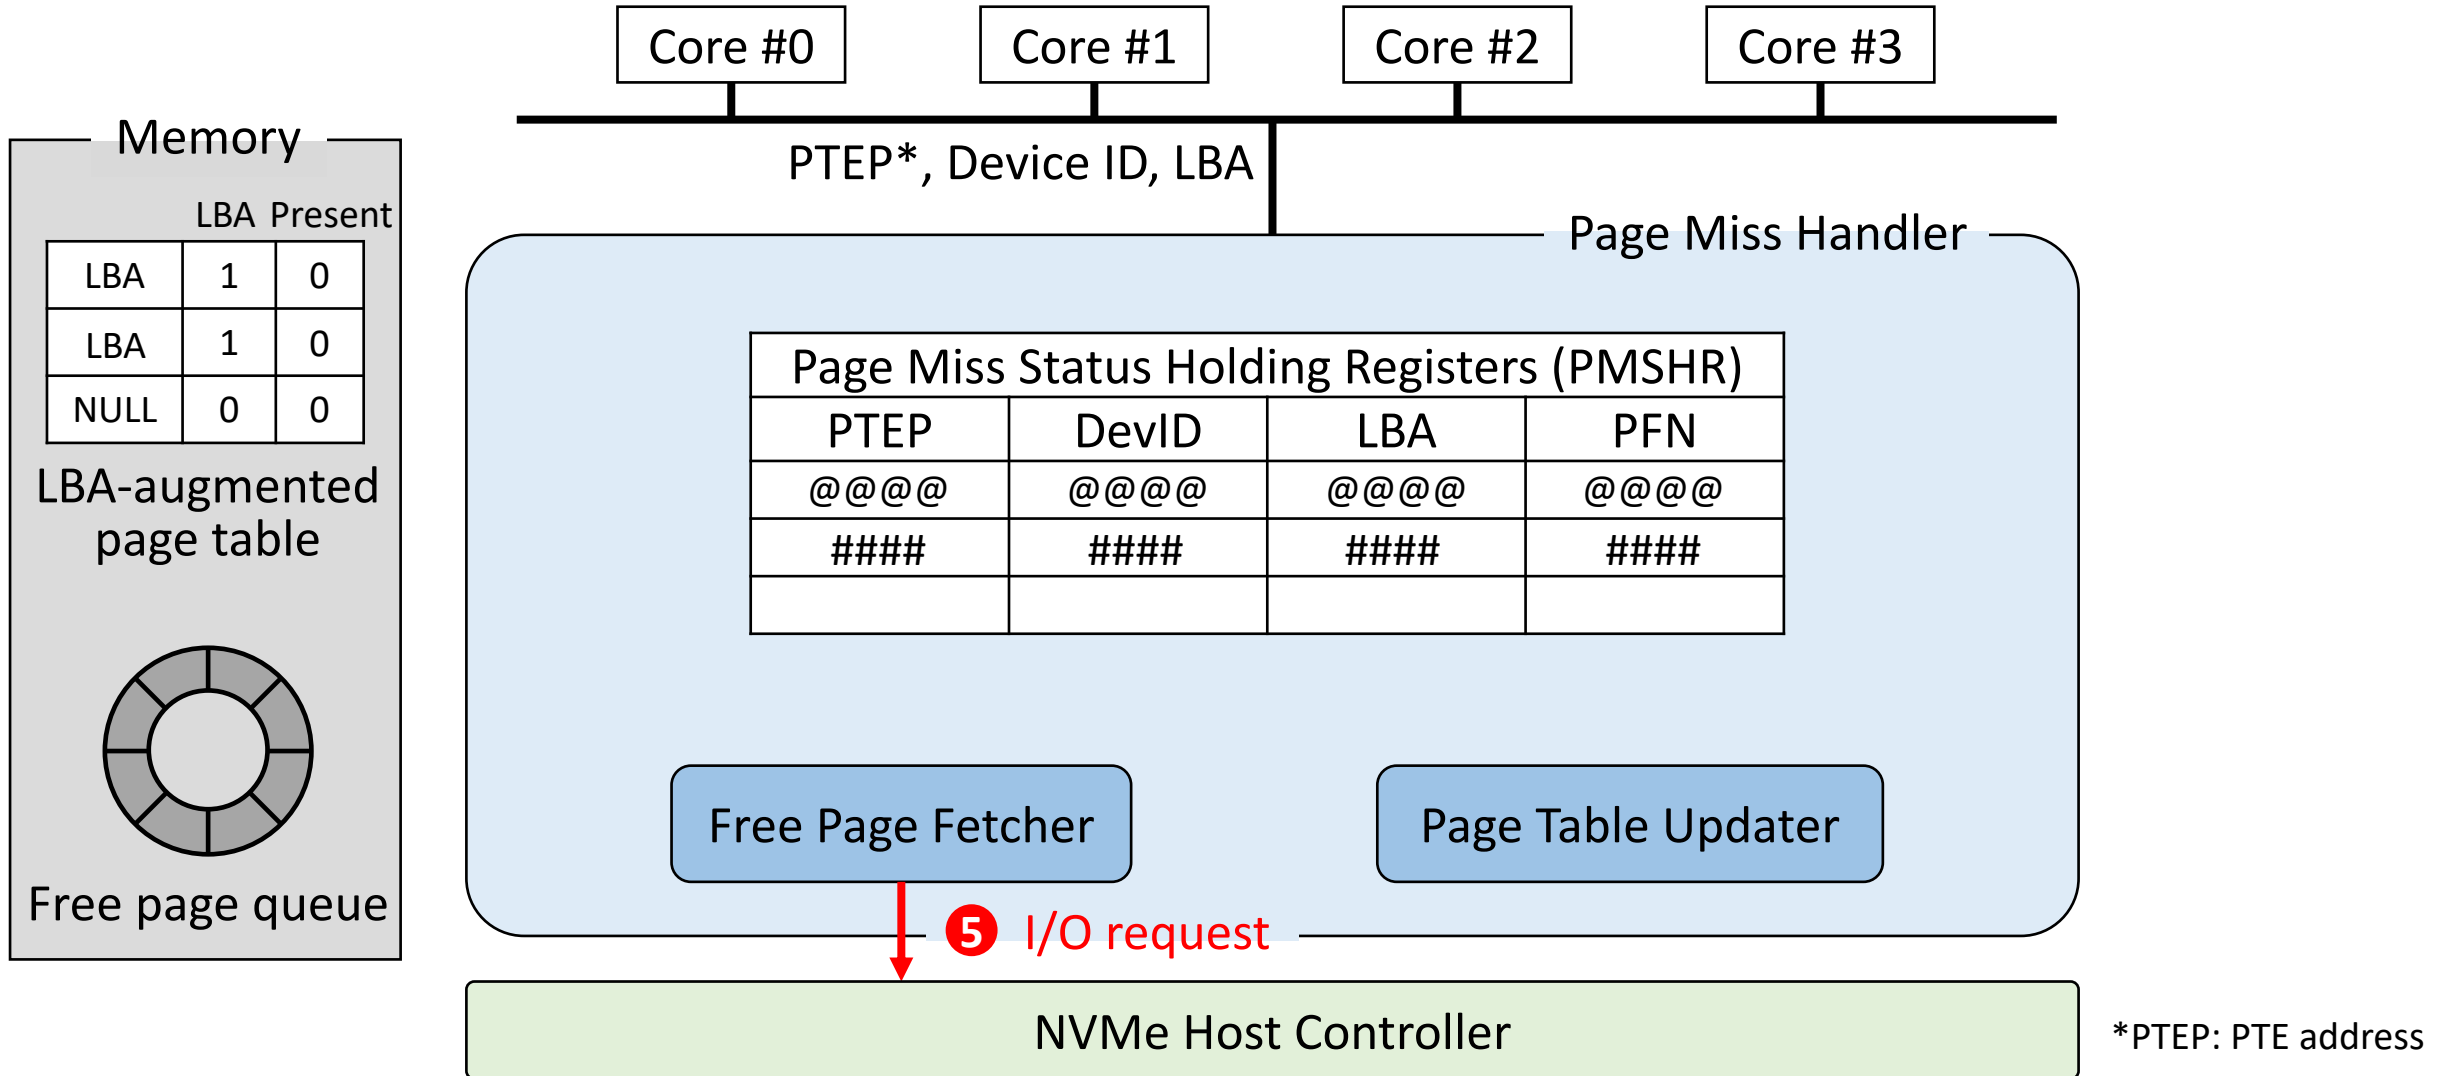 Core #0 Core #1 Core #2 Core #3
PTEP*, Device ID, LBA
Memory
LBA Present
LBA 1 0
LBA 1 0
NULL 0 0
LBA-augmented
page table
Free page queue
Page Miss Handler
Page Miss Status Holding Registers (PMSHR)
PTEP DevID LBA PFN
@@@@ @@@@ @@@@ @@@@
#### #### #### ####
Free Page Fetcher
Page Table Updater
5 I/O request
NVMe Host Controller
*PTEP: PTE address